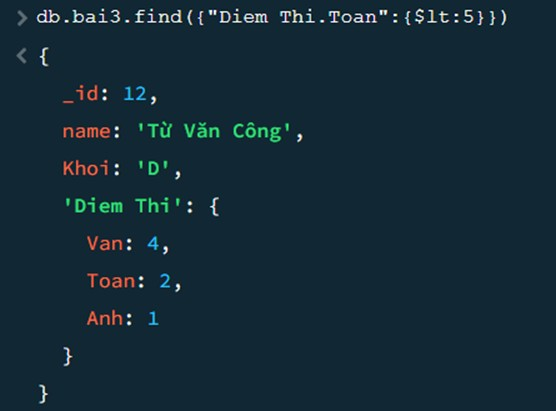 > db.bai3.find({"Diem Thi.Toan":{$lt:5}})
< {
_id: 12,
name: 'Từ Văn Công',
Khoi: 'D',
'Diem Thi': {
Van: 4,
Toan: 2,
Anh: 1
}
}